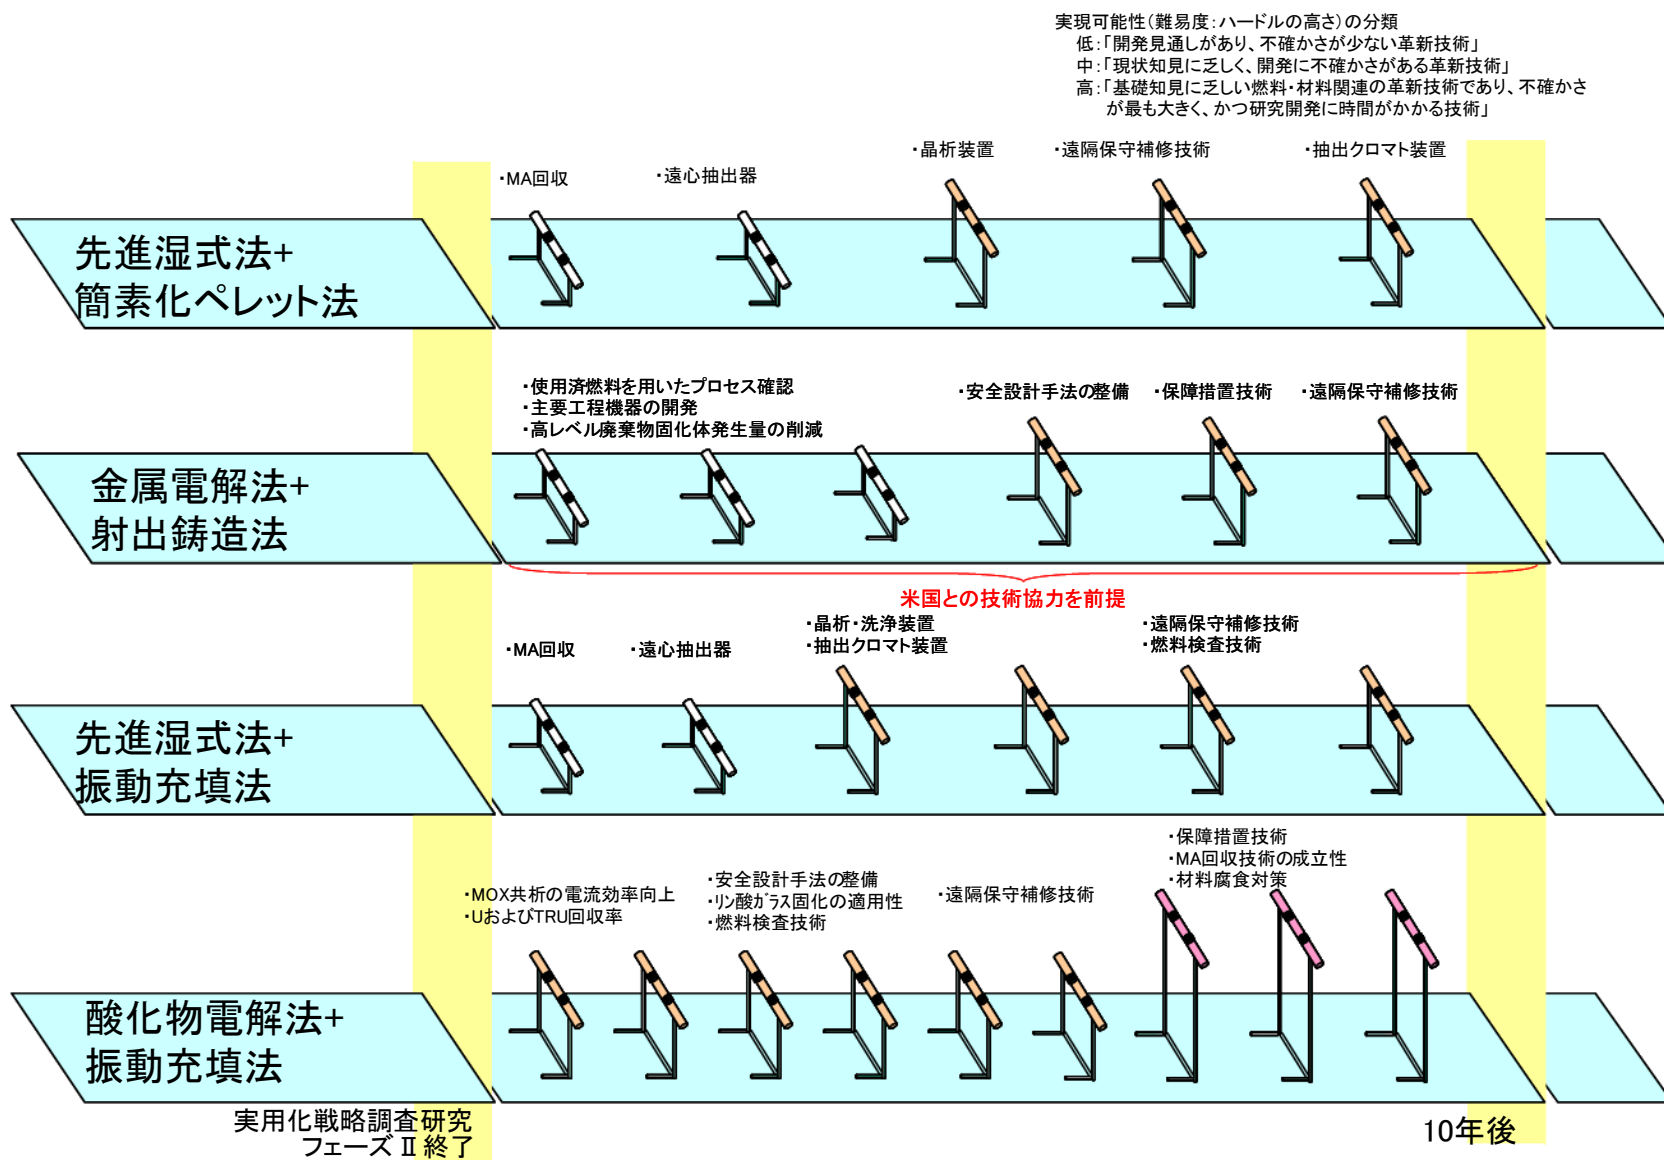 実現可能性(難易度:ハードルの高さ)の分類
低:「開発見通しがあり、不確かさが少ない革新技術」
中:「現状知見に乏しく、開発に不確かさがある革新技術」
高:「基礎知見に乏しい燃料・材料関連の革新技術であり、不確かさ
が最も大きく、かつ研究開発に時間がかかる技術」
・MA回収
・遠心抽出器
・晶析装置
・遠隔保守補修技術
・抽出クロマト装置
先進湿式法+
簡素化ペレット法
・使用済燃料を用いたプロセス確認
・主要工程機器の開発
・高レベル廃棄物固化体発生量の削減
・安全設計手法の整備
・保障措置技術
・遠隔保守補修技術
金属電解法+
射出鋳造法
米国との技術協力を前提
・MA回収
・遠心抽出器
・晶析・洗浄装置
・抽出クロマト装置
・遠隔保守補修技術
・燃料検査技術
先進湿式法+
振動充填法
・MOX共析の電流効率向上
・UおよびTRU回収率
・安全設計手法の整備
・リン酸ガラス固化の適用性
・燃料検査技術
・遠隔保守補修技術
・保障措置技術
・MA回収技術の成立性
・材料腐食対策
酸化物電解法+
振動充填法
実用化戦略調査研究
フェーズⅡ終了
10年後